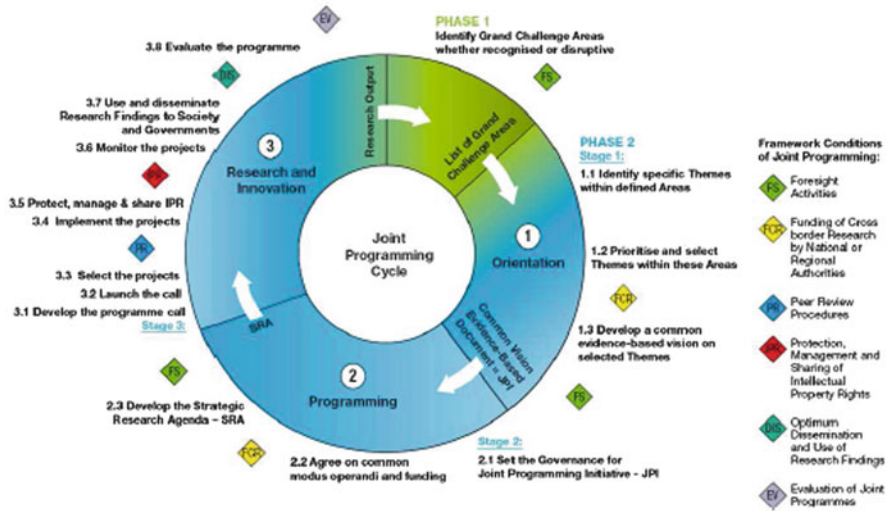 PHASE 1
Identify Grand Challenge Areas
whether recognised or disruptive
FS
PHASE 2
Stage 1:
1.1 Identify specific Themes
within defined Areas
1.2 Prioritise and select
Themes within these Areas
FCR
1.3 Develop a common
evidence-based vision on
selected Themes
FS
Stage 2:
2.1 Set the Governance for
Joint Programming Initiative - JPI
2.2 Agree on common
modus operandi and funding
FCR
2.3 Develop the Strategic
Research Agenda – SRA
FS
Stage 3:
3.1 Develop the programme call
3.2 Launch the call
3.3 Select the projects
PR
3.4 Implement the projects
3.5 Protect, manage & share IPR
IPR
3.6 Monitor the projects
3.7 Use and disseminate
Research Findings to Society
and Governments
DIS
3.8 Evaluate the programme
EV
Joint
Programming
Cycle
List of Grand
Challenge Areas
1
Orientation
Common Vision
Evidence-Based
Document = JPI
2
Programming
SRA
3
Research and
Innovation
Research Output
Framework Conditions
of Joint Programming:
FS
Foresight
Activities
FCR
Funding of Cross
border Research
by National or
Regional
Authorities
PR
Peer Review
Procedures
IPR
Protection,
Management and
Sharing of
Intellectual
Property Rights
DIS
Optimum
Dissemination
and Use of
Research Findings
EV
Evaluation of Joint
Programmes